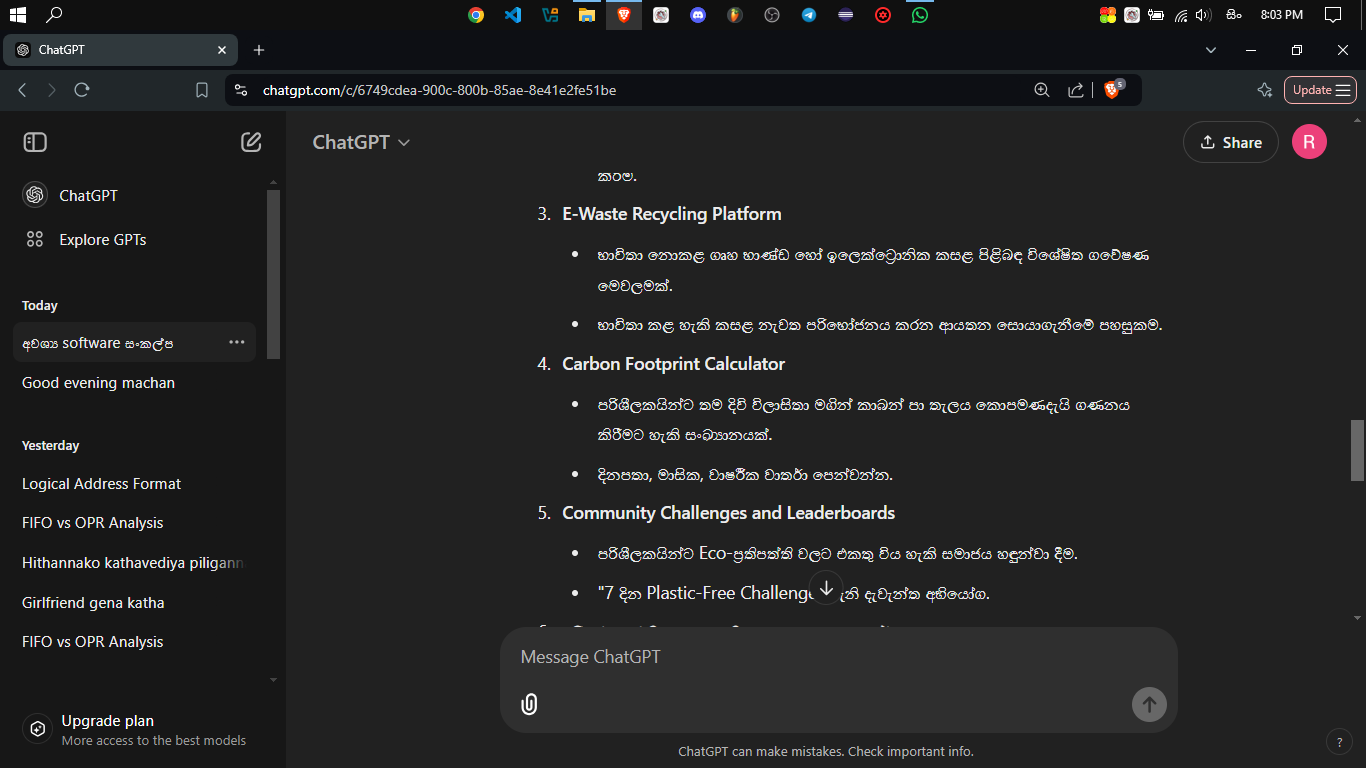 8:03 PM
සිං
ChatGPT
chatgpt.com/c/6749cdea-900c-800b-85ae-8e41e2fe51be
5
Update
ChatGPT
Share
R
ChatGPT
Explore GPTs
Today
අවශ්‍ය software සංකල්ප
Good evening machan
Yesterday
Logical Address Format
FIFO vs OPR Analysis
Hithannako kathavediya piligann
Girlfriend gena katha
FIFO vs OPR Analysis
Upgrade plan
More access to the best models
කිරීම.
3. E-Waste Recycling Platform
• භාවිතා නොකළ ගෘහ භාණ්ඩ හෝ ඉලෙක්ට්‍රොනික කසළ පිළිබඳ විශේෂිත ගවේෂණ
මෙවලමක්.
• භාවිතා කළ හැකි කසළ නැවත පරිභෝජනය කරන ආයතන සොයාගැනීමේ පහසුකම.
4. Carbon Footprint Calculator
• පරිශීලකයින්ට තම දිවි විලාසිතා මගින් කාබන් පා තැලය කොපමණදැයි ගණනය
කිරීමට හැකි සංඛ්‍යානයක්.
• දිනපතා, මාසික, වාර්ෂික වාර්තා පෙන්වන්න.
5. Community Challenges and Leaderboards
• පරිශීලකයින්ට Eco-ප්‍රතිපත්ති වලට එකතු විය හැකි සමාජය හඳුන්වා දීම.
• "7 දින Plastic-Free Challenge දැවැන්ත අභියෝග.
Message ChatGPT
ChatGPT can make mistakes. Check important info.
?